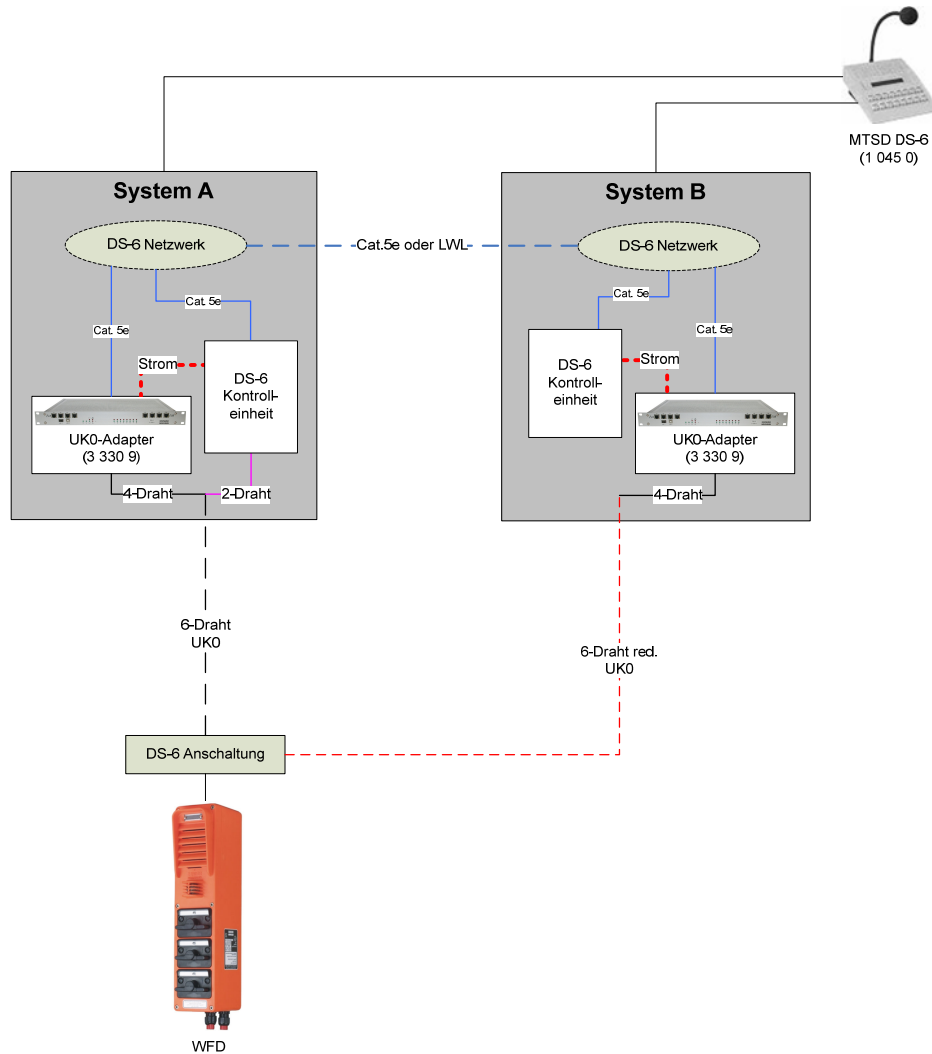 MTSD DS-6
(1 045 0)
System A
System B
DS-6 Netzwerk
Cat.5e oder LWL
DS-6 Netzwerk
Cat. 5e
Cat. 5e
Cat. 5e
Cat. 5e
Strom
DS-6
Kontroll-
einheit
DS-6
Kontroll-
einheit
Strom
UK0-Adapter
(3 330 9)
UK0-Adapter
(3 330 9)
4-Draht
2-Draht
4-Draht
6-Draht
UK0
6-Draht red.
UK0
DS-6 Anschaltung
WFD